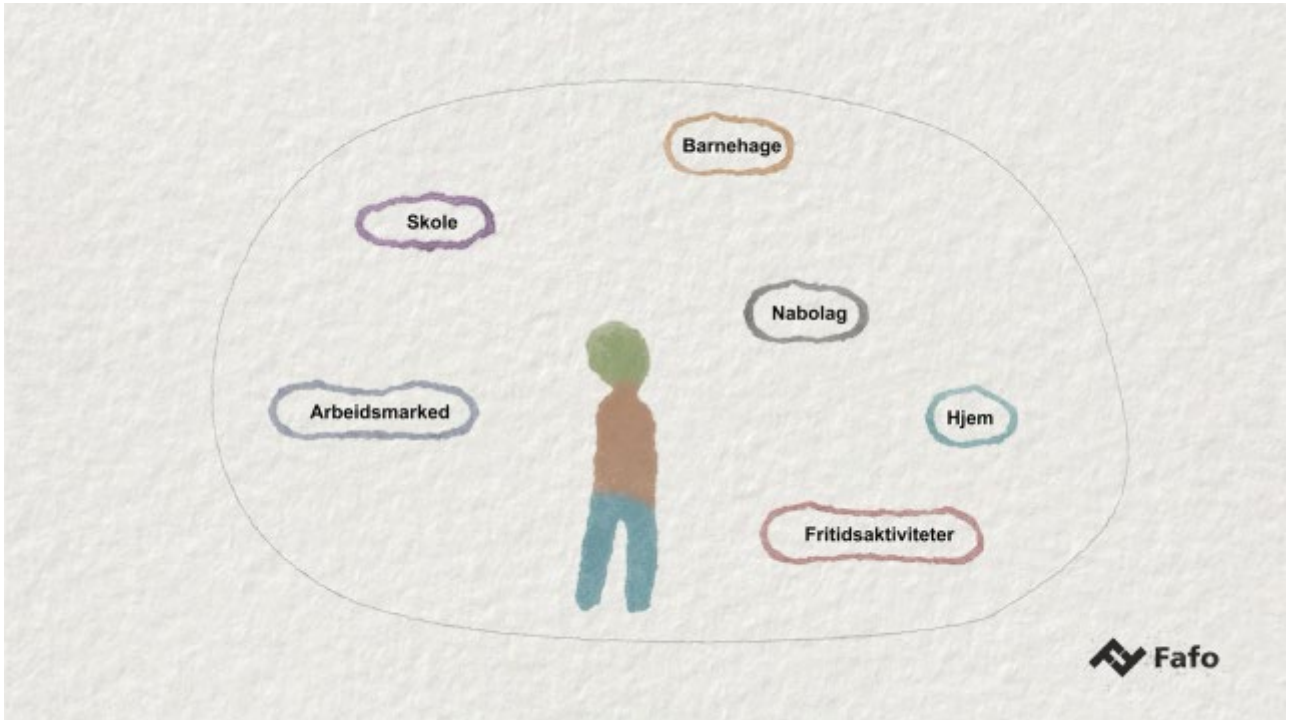 Barnehage
Skole
Nabolag
Arbeidsmarked
Hjem
Fritidsaktiviteter
Fafo